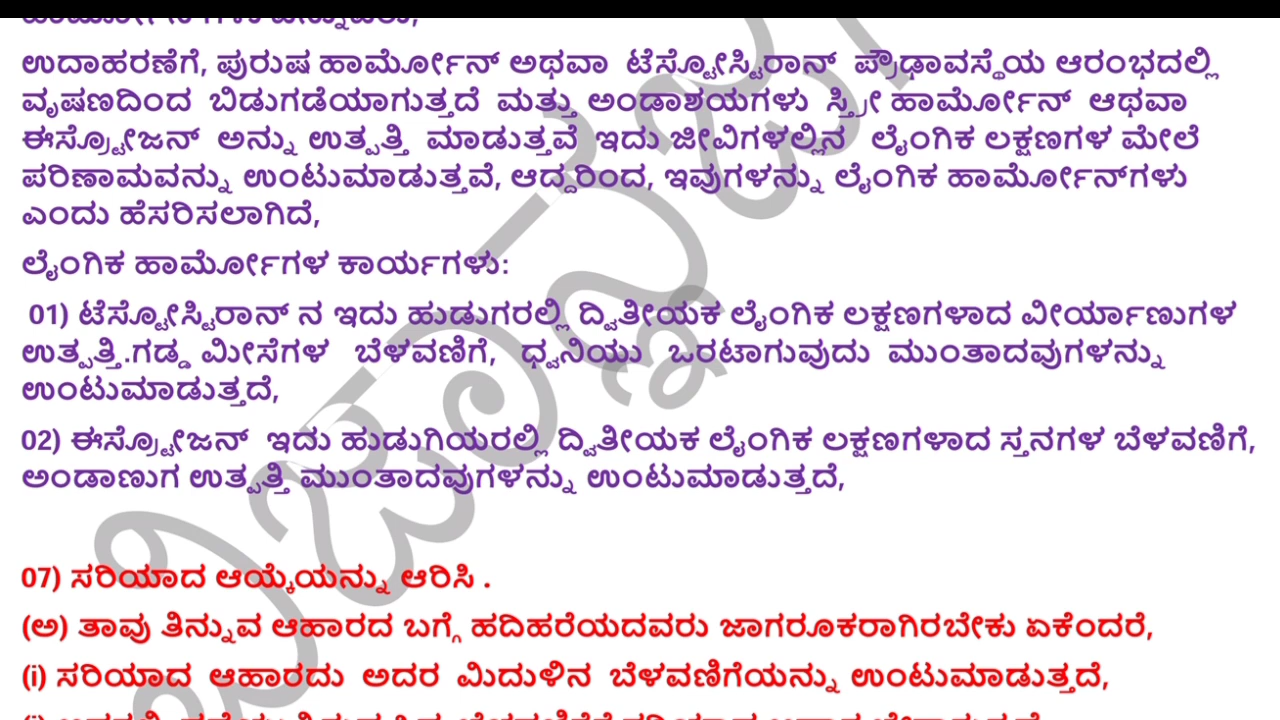 ಉದಾಹರಣೆಗೆ, ಪುರುಷ ಹಾರ್ಮೋನ್ ಅಥವಾ ಟೆಸ್ಟೋಸ್ಟಿರಾನ್ ಪ್ರೌಢಾವಸ್ಥೆಯ ಆರಂಭದಲ್ಲಿ
ವೃಷಣದಿಂದ ಬಿಡುಗಡೆಯಾಗುತ್ತದೆ ಮತ್ತು ಅಂಡಾಶಯಗಳು ಸ್ತ್ರೀ ಹಾರ್ಮೋನ್ ಆಥವಾ
ಈಸ್ಟ್ರೋಜನ್ ಅನ್ನು ಉತ್ಪತ್ತಿ ಮಾಡುತ್ತವೆ ಇದು ಜೀವಿಗಳಲ್ಲಿನ ಲೈಂಗಿಕ ಲಕ್ಷಣಗಳ ಮೇಲೆ
ಪರಿಣಾಮವನ್ನು ಉಂಟುಮಾಡುತ್ತವೆ, ಆದ್ದರಿಂದ, ಇವುಗಳನ್ನು ಲೈಂಗಿಕ ಹಾರ್ಮೋನ್‌ಗಳು
ಎಂದು ಹೆಸರಿಸಲಾಗಿದೆ,
ಲೈಂಗಿಕ ಹಾರ್ಮೋಗಳ ಕಾರ್ಯಗಳು:
01) ಟೆಸ್ಟೋಸ್ಟಿರಾನ್ ನ ಇದು ಹುಡುಗರಲ್ಲಿ ದ್ವಿತೀಯಕ ಲೈಂಗಿಕ ಲಕ್ಷಣಗಳಾದ ವೀರ್ಯಾಣುಗಳ
ಉತ್ಪತ್ತಿ.ಗಡ್ಡ ಮೀಸೆಗಳ ಬೆಳವಣಿಗೆ, ಧ್ವನಿಯು ಒರಟಾಗುವುದು ಮುಂತಾದವುಗಳನ್ನು
ಉಂಟುಮಾಡುತ್ತದೆ,
02) ಈಸ್ಟ್ರೋಜನ್ ಇದು ಹುಡುಗಿಯರಲ್ಲಿ ದ್ವಿತೀಯಕ ಲೈಂಗಿಕ ಲಕ್ಷಣಗಳಾದ ಸ್ತನಗಳ ಬೆಳವಣಿಗೆ,
ಅಂಡಾಣುಗ ಉತ್ಪತ್ತಿ ಮುಂತಾದವುಗಳನ್ನು ಉಂಟುಮಾಡುತ್ತದೆ,
07) ಸರಿಯಾದ ಆಯ್ಕೆಯನ್ನು ಆರಿಸಿ .
(ಅ) ತಾವು ತಿನ್ನುವ ಆಹಾರದ ಬಗ್ಗೆ ಹದಿಹರೆಯದವರು ಜಾಗರೂಕರಾಗಿರಬೇಕು ಏಕೆಂದರೆ,
(i) ಸರಿಯಾದ ಆಹಾರದು ಅದರ ಮಿದುಳಿನ ಬೆಳವಣಿಗೆಯನ್ನು ಉಂಟುಮಾಡುತ್ತದೆ,